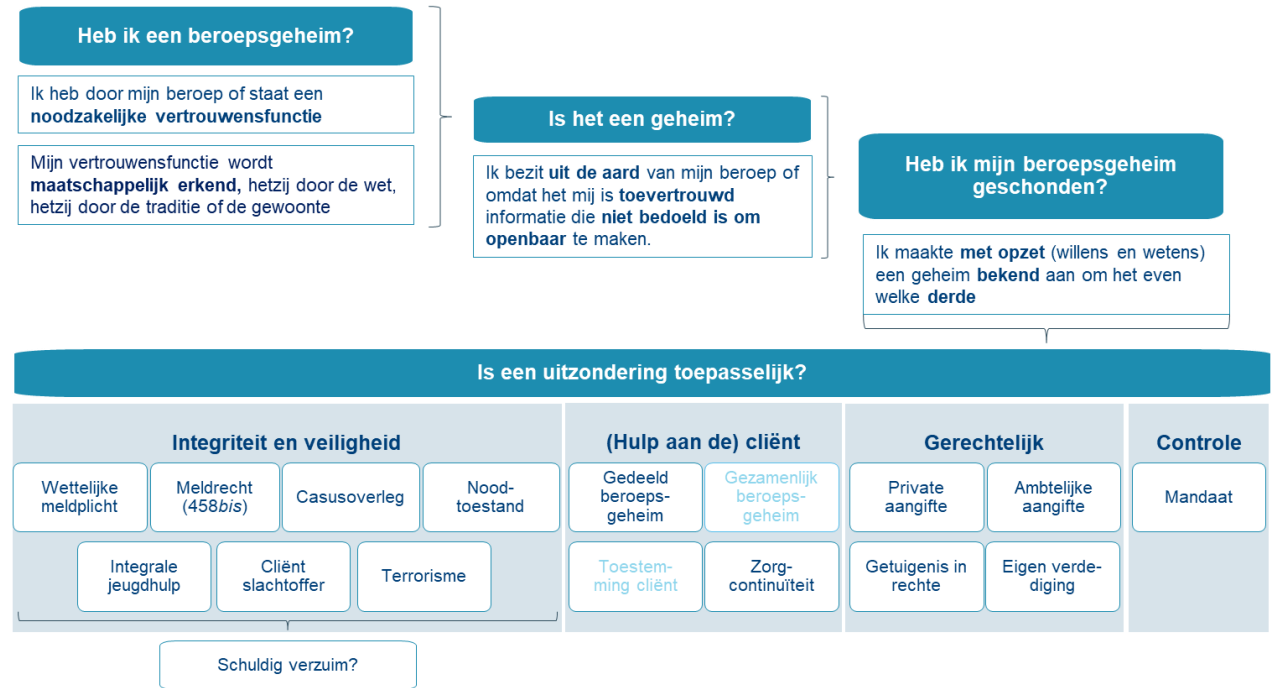 Heb ik een beroepsgeheim?
Ik heb door mijn beroep of staat een
noodzakelijke vertrouwensfunctie
Mijn vertrouwensfunctie wordt
maatschappelijk erkend, hetzij door de wet,
hetzij door de traditie of de gewoonte
Is het een geheim?
Ik bezit uit de aard van mijn beroep of
omdat het mij is toevertrouwd
informatie die niet bedoeld is om
openbaar te maken.
Heb ik mijn beroepsgeheim
geschonden?
Ik maakte met opzet (willens en wetens)
een geheim bekend aan om het even
welke derde
Is een uitzondering toepasselijk?
Integriteit en veiligheid
Wettelijke
meldplicht
Meldrecht
(458bis)
Casusoverleg
Nood-
toestand
Integrale
jeugdhulp
Cliënt
slachtoffer
Terrorisme
Schuldig verzuim?
(Hulp aan de) cliënt
Gedeeld
beroeps-
geheim
Gezamenlijk
beroeps-
geheim
Toestem-
ming cliënt
Zorg-
continuïteit
Gerechtelijk
Private
aangifte
Ambtelijke
aangifte
Getuigenis in
rechte
Eigen verde-
diging
Controle
Mandaat